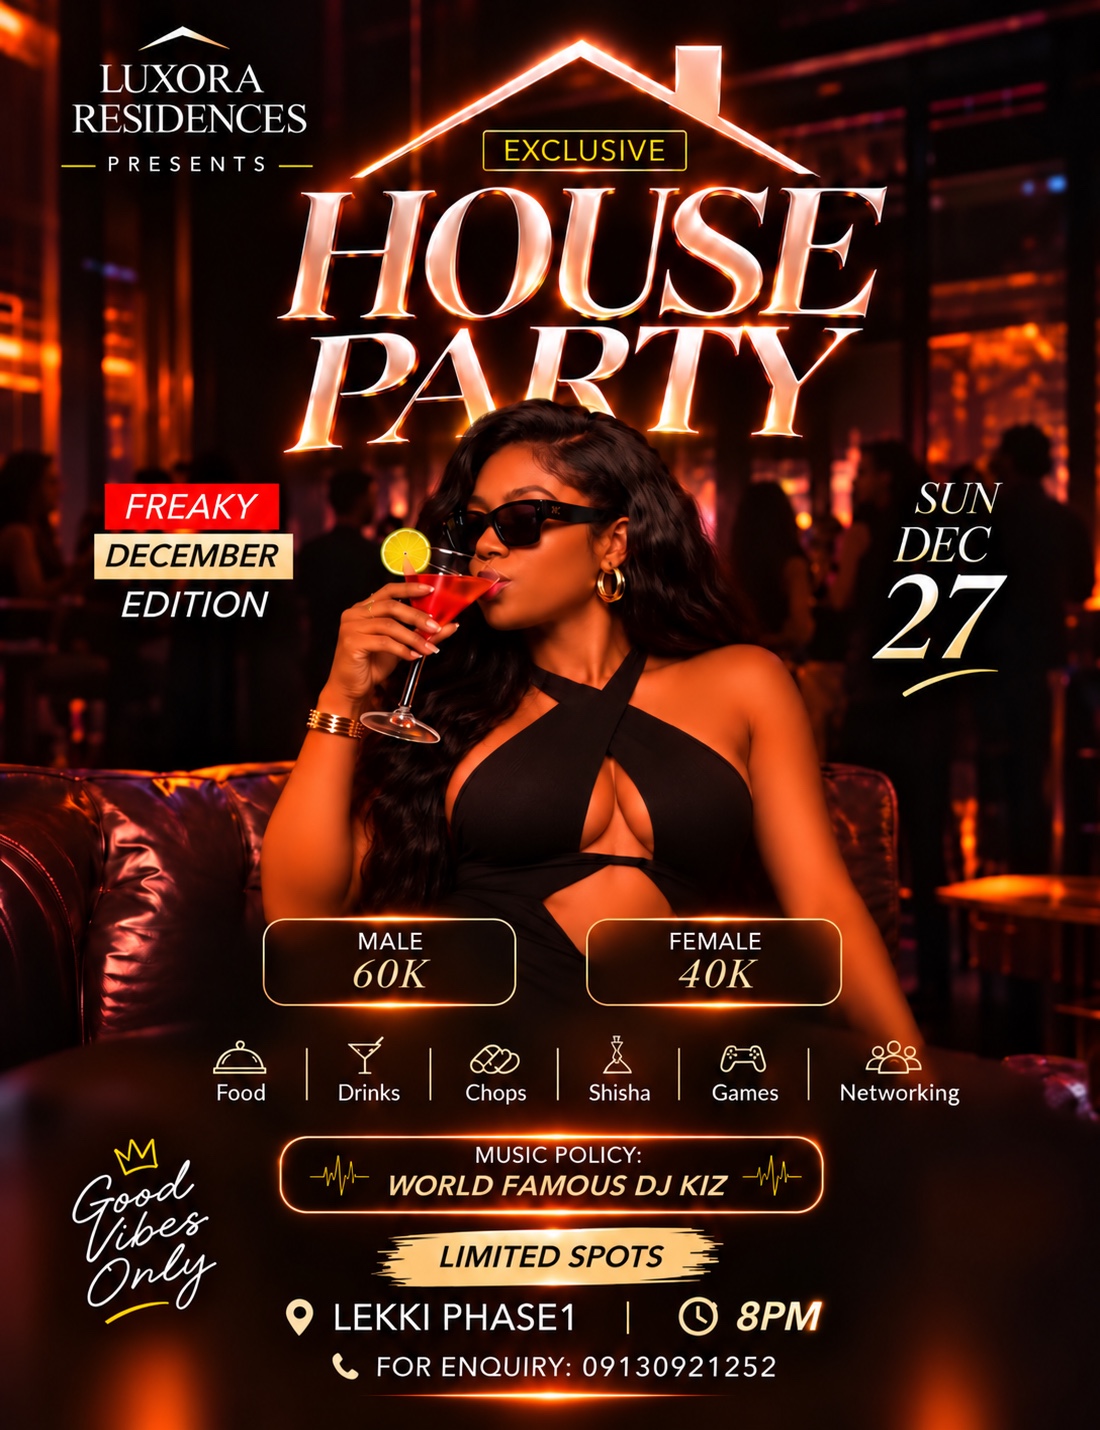 LUXORA
RESIDENCES
PRESENTS
EXCLUSIVE
HOUSE
PARTY
FREAKY
DECEMBER
EDITION
SUN
DEC
27
MALE
60K
FEMALE
40K
Food
Drinks
Chops
Shisha
Games
Networking
MUSIC POLICY:
WORLD FAMOUS DJ KIZ
Good
Vibes
Only
LIMITED SPOTS
LEKKI PHASE1 | 8PM
FOR ENQUIRY: 09130921252